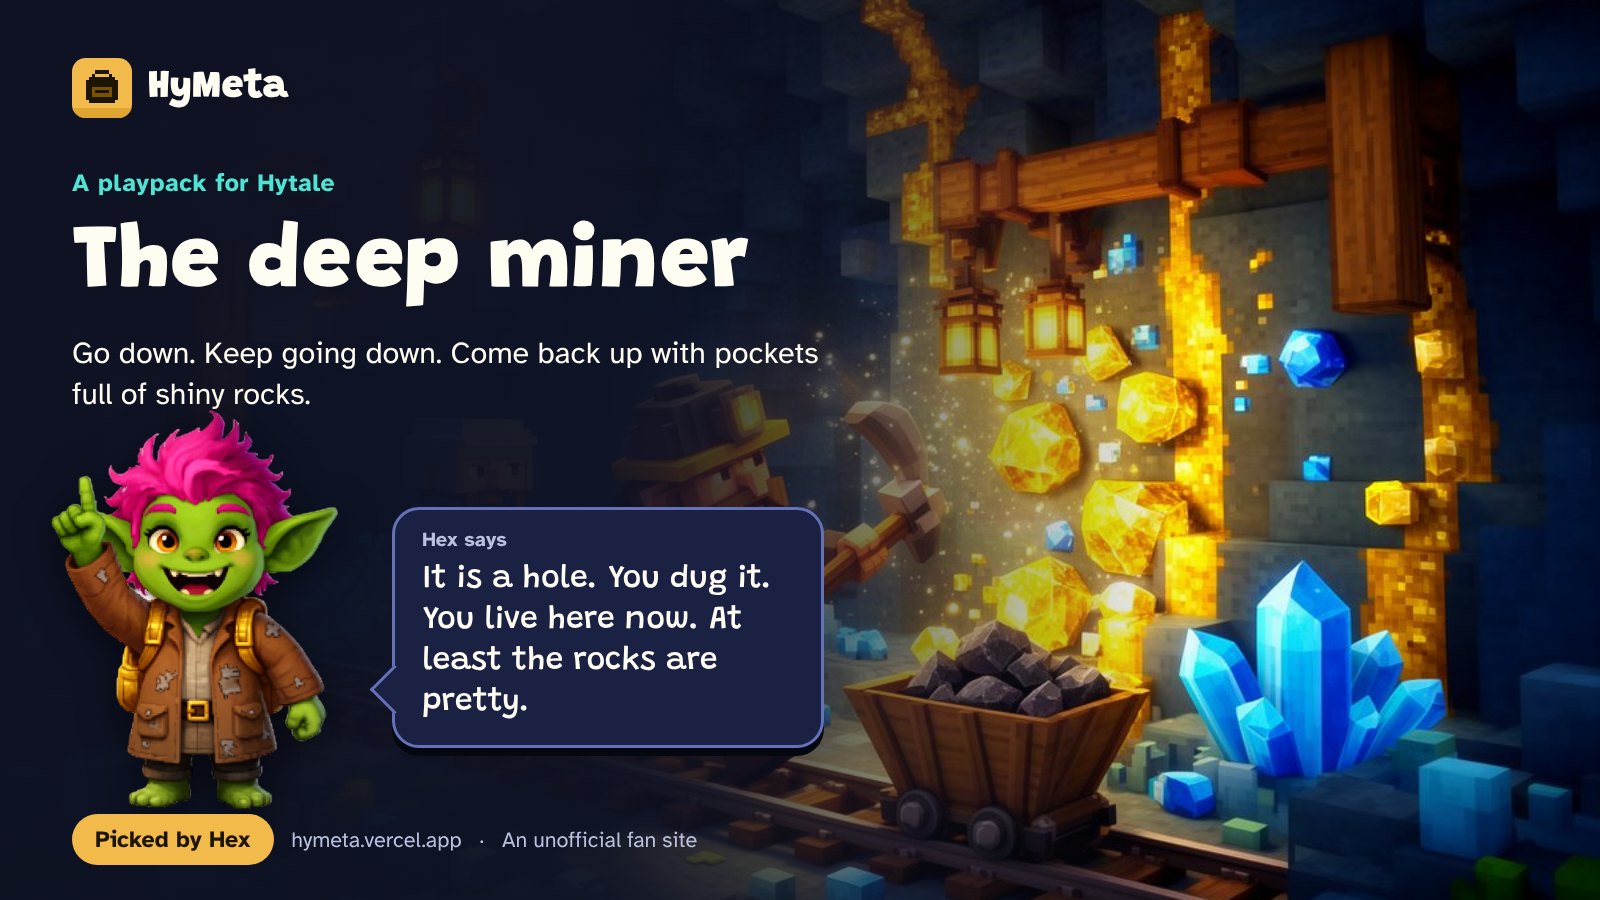 HyMeta
A playpack for Hytale
The deep miner
Go down. Keep going down. Come back up with pockets
full of shiny rocks.
Hex says
It is a hole. You dug it.
You live here now. At
least the rocks are
pretty.
Picked by Hex
hymeta.vercel.app · An unofficial fan site